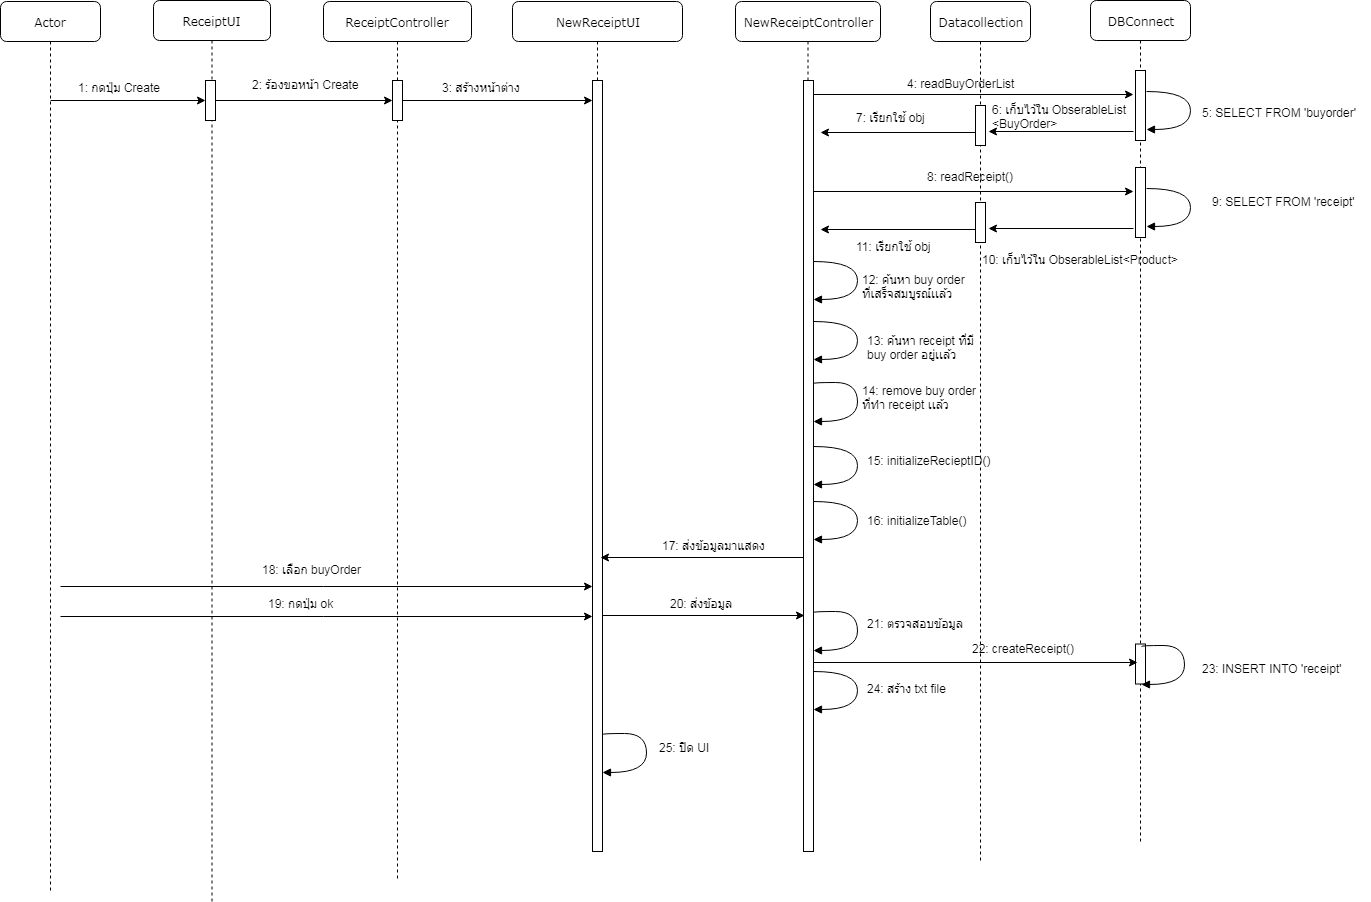 Actor
ReceiptUI
ReceiptController
NewReceiptUI
NewReceiptController
Datacollection
DBConnect
1: กดปุ่ม Create
2: ร้องขอหน้า Create
3: สร้างหน้าต่าง
4: readBuyOrderList
5: SELECT FROM 'buyorder'
6: เก็บไว้ใน ObserableList
<BuyOrder>
7: เรียกใช้ obj
8: readReceipt()
9: SELECT FROM 'receipt'
10: เก็บไว้ใน ObserableList<Product>
11: เรียกใช้ obj
12: ค้นหา buy order
ที่เสร็จสมบูรณ์แล้ว
13: ค้นหา receipt ที่มี
buy order อยู่แล้ว
14: remove buy order
ที่ทำ receipt แล้ว
15: initializeRecieptID()
16: initializeTable()
17: ส่งข้อมูลมาแสดง
18: เลือก buyOrder
19: กดปุ่ม ok
20: ส่งข้อมูล
21: ตรวจสอบข้อมูล
22: createReceipt()
23: INSERT INTO 'receipt'
24: สร้าง txt file
25: ปิด UI